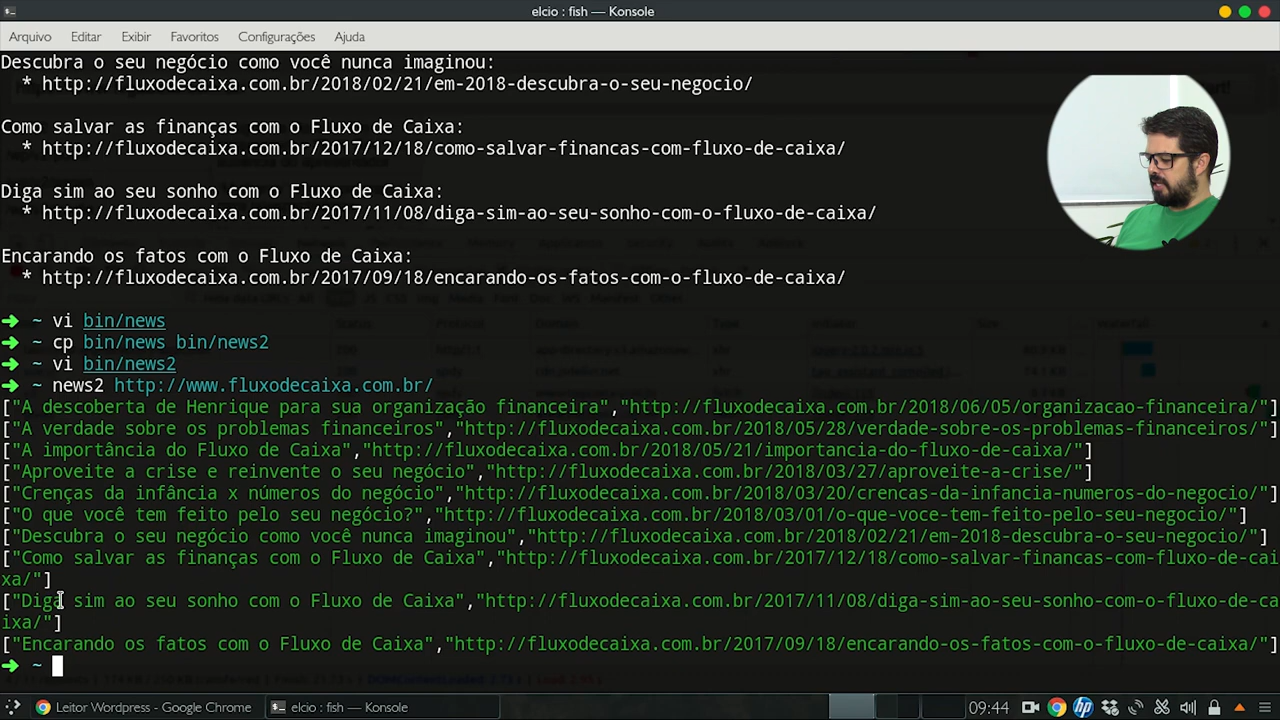 elcio : fish — Konsole
Arquivo Editar Exibir Favoritos Configurações Ajuda
Descubra o seu negócio como você nunca imaginou:
* http://fluxodecaixa.com.br/2018/02/21/em-2018-descubra-o-seu-negocio/
Como salvar as finanças com o Fluxo de Caixa:
* http://fluxodecaixa.com.br/2017/12/18/como-salvar-financas-com-fluxo-de-caixa/
Diga sim ao seu sonho com o Fluxo de Caixa:
* http://fluxodecaixa.com.br/2017/11/08/diga-sim-ao-seu-sonho-com-o-fluxo-de-caixa/
Encarando os fatos com o Fluxo de Caixa:
* http://fluxodecaixa.com.br/2017/09/18/encarando-os-fatos-com-o-fluxo-de-caixa/
➜ ~ vi bin/news
➜ ~ cp bin/news bin/news2
➜ ~ vi bin/news2
➜ ~ news2 http://www.fluxodecaixa.com.br/
["A descoberta de Henrique para sua organização financeira","http://fluxodecaixa.com.br/2018/06/05/organizacao-financeira/"]
["A verdade sobre os problemas financeiros","http://fluxodecaixa.com.br/2018/05/28/verdade-sobre-os-problemas-financeiros/"]
["A importância do Fluxo de Caixa","http://fluxodecaixa.com.br/2018/05/21/importancia-do-fluxo-de-caixa/"]
["Aproveite a crise e reinvente o seu negócio","http://fluxodecaixa.com.br/2018/03/27/aproveite-a-crise/"]
["Crenças da infância x números do negócio","http://fluxodecaixa.com.br/2018/03/20/crencas-da-infancia-numeros-do-negocio/"]
["O que você tem feito pelo seu negócio?","http://fluxodecaixa.com.br/2018/03/01/o-que-voce-tem-feito-pelo-seu-negocio/"]
["Descubra o seu negócio como você nunca imaginou","http://fluxodecaixa.com.br/2018/02/21/em-2018-descubra-o-seu-negocio/"]
["Como salvar as finanças com o Fluxo de Caixa","http://fluxodecaixa.com.br/2017/12/18/como-salvar-financas-com-fluxo-de-cai
xa/"]
["Diga sim ao seu sonho com o Fluxo de Caixa","http://fluxodecaixa.com.br/2017/11/08/diga-sim-ao-seu-sonho-com-o-fluxo-de-ca
ixa/"]
["Encarando os fatos com o Fluxo de Caixa","http://fluxodecaixa.com.br/2017/09/18/encarando-os-fatos-com-o-fluxo-de-caixa/"]
➜ ~
Leitor Wordpress - Google Chrome elcio : fish — Konsole 09:44